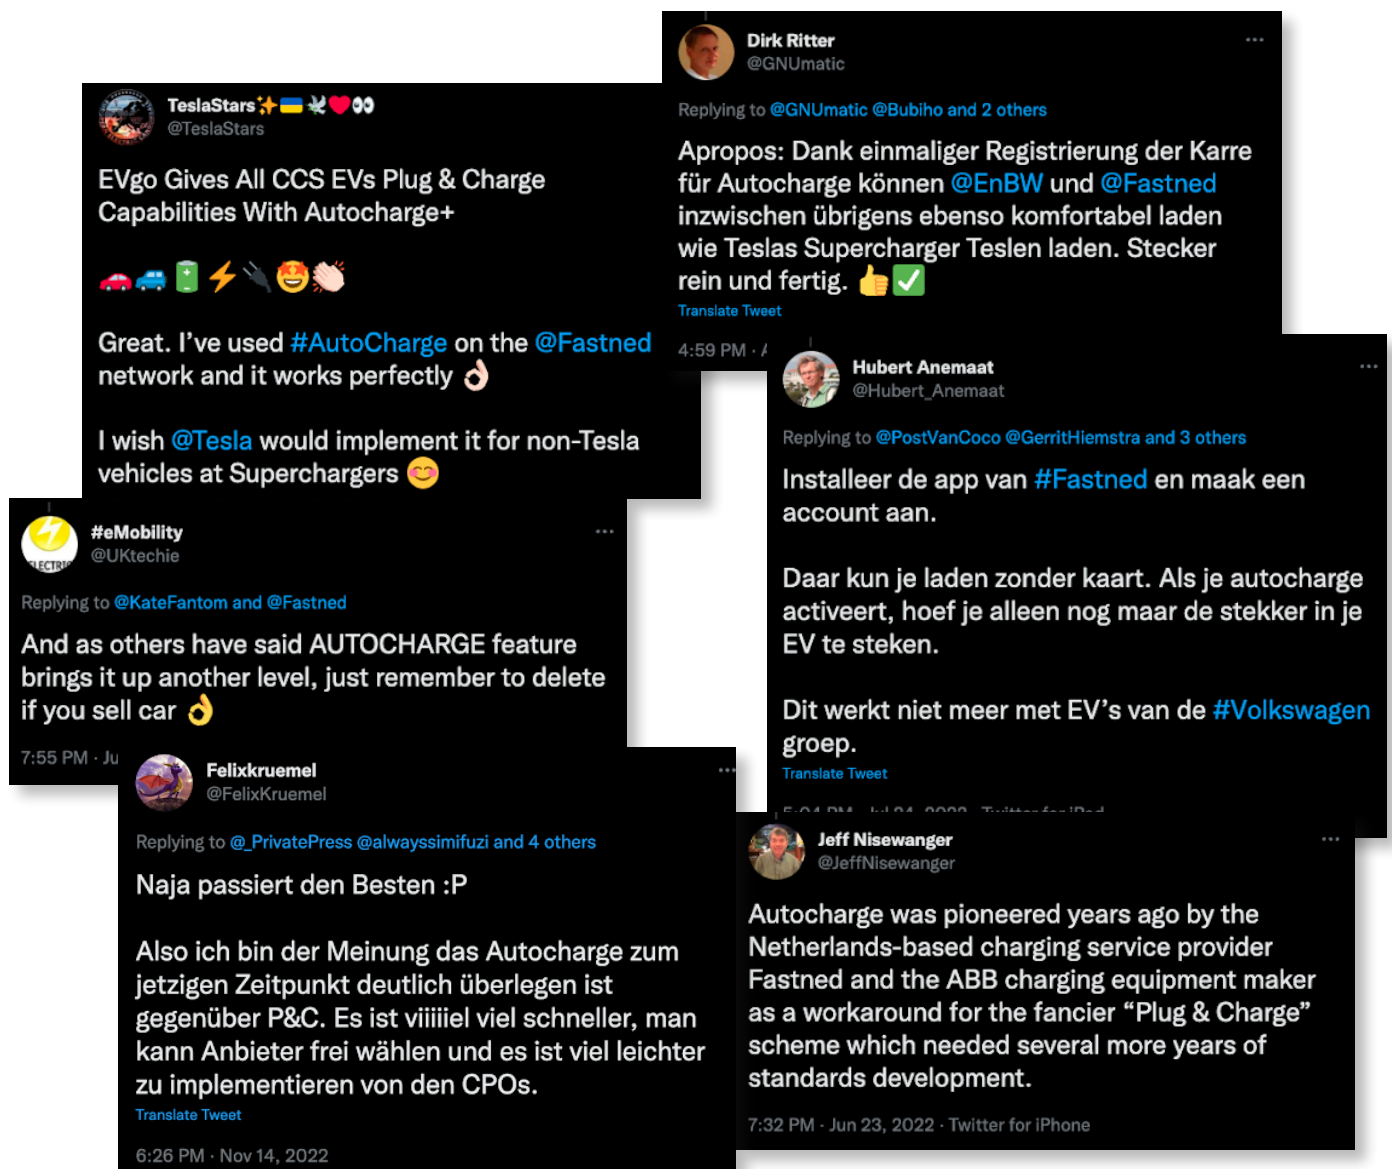 TeslaStars✨🇺🇦🕊❤️👀
@TeslaStars
EVgo Gives All CCS EVs Plug & Charge
Capabilities With Autocharge+
🚗🚙🔋⚡🔌🤩👏🏻
Great. I've used #AutoCharge on the @Fastned
network and it works perfectly 👌🏻
I wish @Tesla would implement it for non-Tesla
vehicles at Superchargers 😊
Dirk Ritter
@GNUmatic
Replying to @GNUmatic @Bubiho and 2 others
Apropos: Dank einmaliger Registrierung der Karre
für Autocharge können @EnBW und @Fastned
inzwischen übrigens ebenso komfortabel laden
wie Teslas Supercharger Teslen laden. Stecker
rein und fertig. 👍✅
Translate Tweet
4:59 PM ·
Hubert Anemaat
@Hubert_Anemaat
Replying to @PostVanCoco @GerritHiemstra and 3 others
Installeer de app van #Fastned en maak een
account aan.
Daar kun je laden zonder kaart. Als je autocharge
activeert, hoef je alleen nog maar de stekker in je
EV te steken.
Dit werkt niet meer met EV's van de #Volkswagen
groep.
Translate Tweet
5:04 PM · Jul 24, 2022 · Twitter for iPad
#eMobility
@UKtechie
Replying to @KateFantom and @Fastned
And as others have said AUTOCHARGE feature
brings it up another level, just remember to delete
if you sell car 👌
7:55 PM · Ju
Felixkruemel
@FelixKruemel
Replying to @_PrivatePress @alwayssimifuzi and 4 others
Naja passiert den Besten :P
Also ich bin der Meinung das Autocharge zum
jetzigen Zeitpunkt deutlich überlegen ist
gegenüber P&C. Es ist viiiiiel viel schneller, man
kann Anbieter frei wählen und es ist viel leichter
zu implementieren von den CPOs.
Translate Tweet
6:26 PM · Nov 14, 2022
Jeff Nisewanger
@JeffNisewanger
Autocharge was pioneered years ago by the
Netherlands-based charging service provider
Fastned and the ABB charging equipment maker
as a workaround for the fancier “Plug & Charge”
scheme which needed several more years of
standards development.
7:32 PM · Jun 23, 2022 · Twitter for iPhone